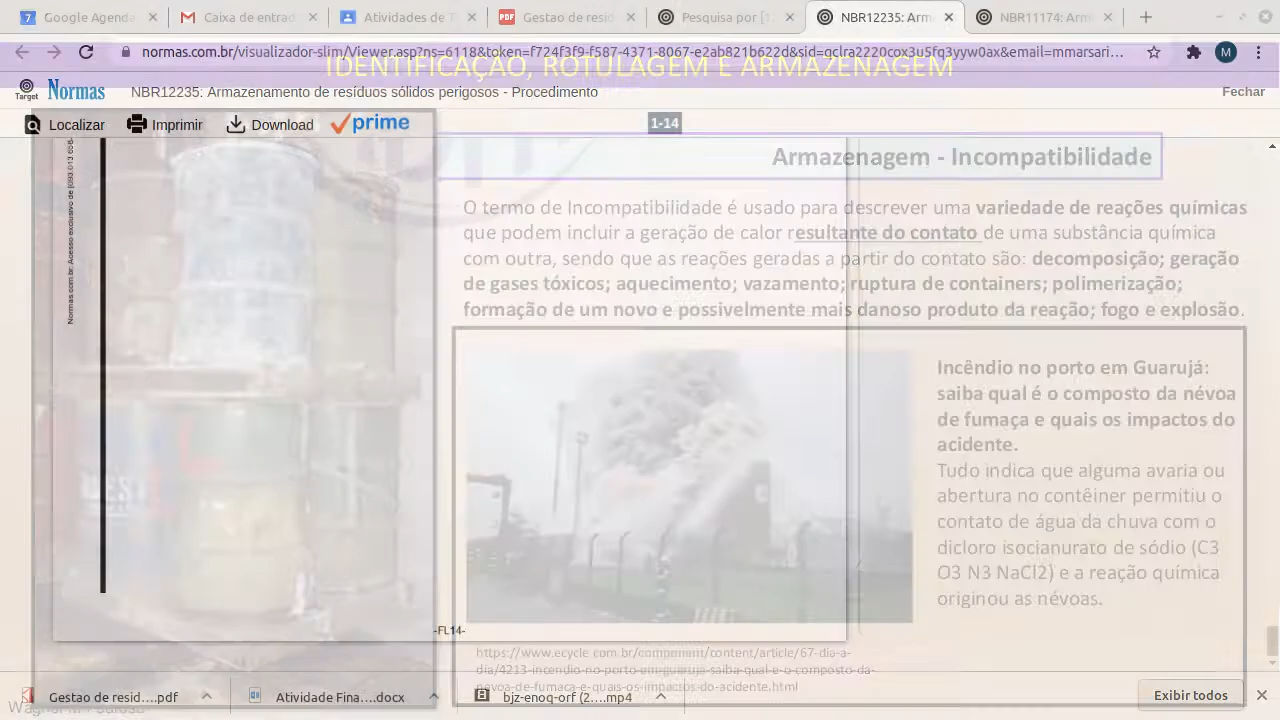 Google Agenda
Caixa de entrad
Atividades de T
Gestao de resid
Pesquisa por [1
NBR12235: Arm
NBR11174: Arm
normas.com.br/visualizador-slim/Viewer.asp?ns=6118&token=f724f3f9-f587-4371-8067-e2ab821b622d&sid=qclra2220cox3u5fq3yyw0ax&email=mmarsari...
M
IDENTIFICAÇÃO, ROTULAGEM E ARMAZENAGEM
Target
Normas
NBR12235: Armazenamento de resíduos sólidos perigosos - Procedimento
Fechar
Localizar
Imprimir
Download
prime
1-14
Armazenagem - Incompatibilidade
O termo de Incompatibilidade é usado para descrever uma variedade de reações químicas
que podem incluir a geração de calor resultante do contato de uma substância química
com outra, sendo que as reações geradas a partir do contato são: decomposição; geração
de gases tóxicos; aquecimento; vazamento; ruptura de containers; polimerização;
formação de um novo e possivelmente mais danoso produto da reação; fogo e explosão.
Incêndio no porto em Guarujá:
saiba qual é o composto da névoa
de fumaça e quais os impactos do
acidente.
Tudo indica que alguma avaria ou
abertura no contêiner permitiu o
contato de água da chuva com o
dicloro isocianurato de sódio (C3
O3 N3 NaCl2) e a reação química
originou as névoas.
-FL14-
https://www.ecycle.com.br/component/content/article/67-dia-a-
dia/4213-incendio-no-porto-em-guaruja-saiba-qual-e-o-composto-da-
nevoa-de-fumaca-e-quais-os-impactos-do-acidente.html
Gestao de resid....pdf
Atividade Fina....docx
bjz-enoq-orf (2....mp4
Exibir todos